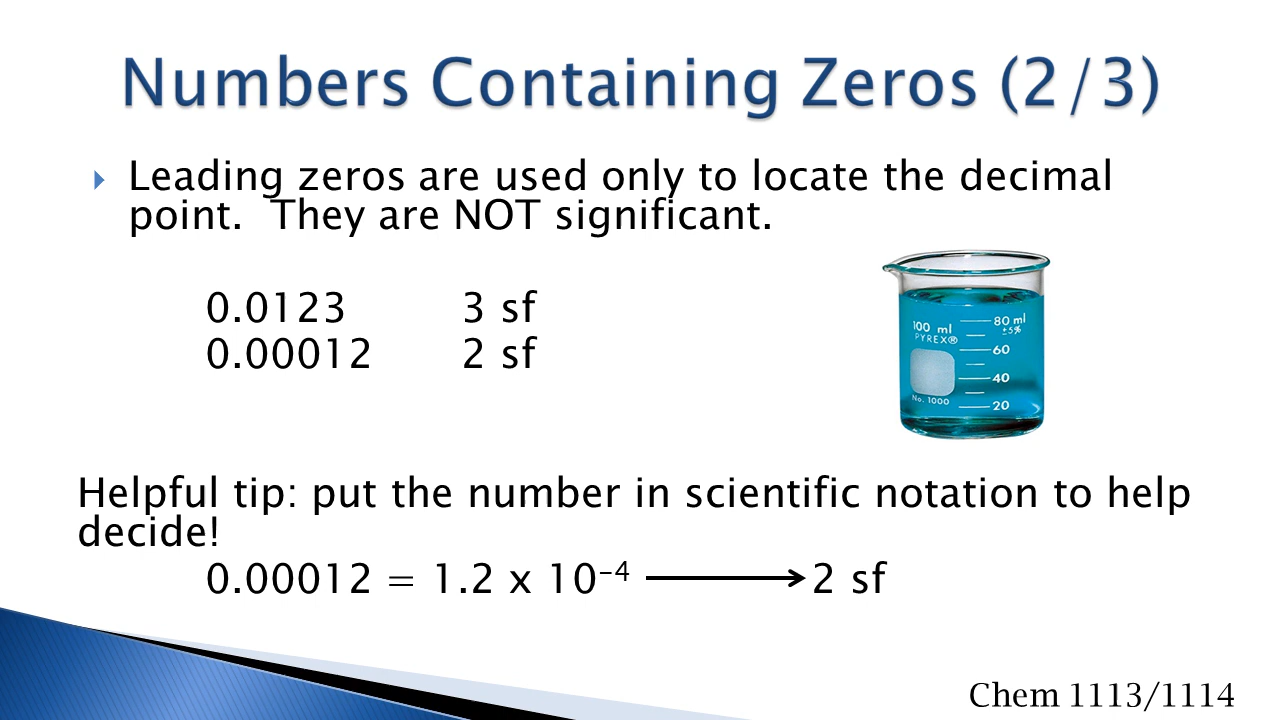 Numbers Containing Zeros (2/3)
Leading zeros are used only to locate the decimal
point.  They are NOT significant.
0.0123 3 sf
0.00012 2 sf
100 ml
PYREX®
80 ml
±5%
60
40
20
No. 1000
Helpful tip: put the number in scientific notation to help
decide!
0.00012 = 1.2 x 10⁻⁴ 2 sf
Chem 1113/1114